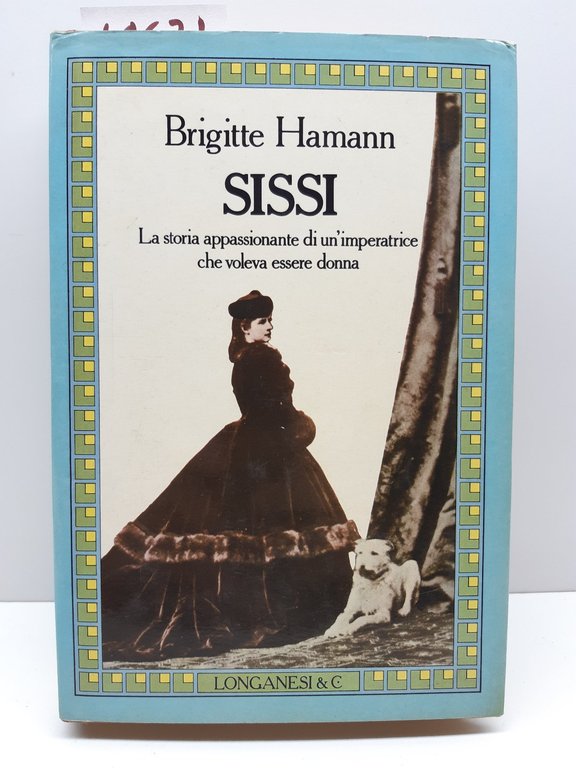 Brigitte Hamann
SISSI
La storia appassionante di un'imperatrice
che voleva essere donna
LONGANESI & C.